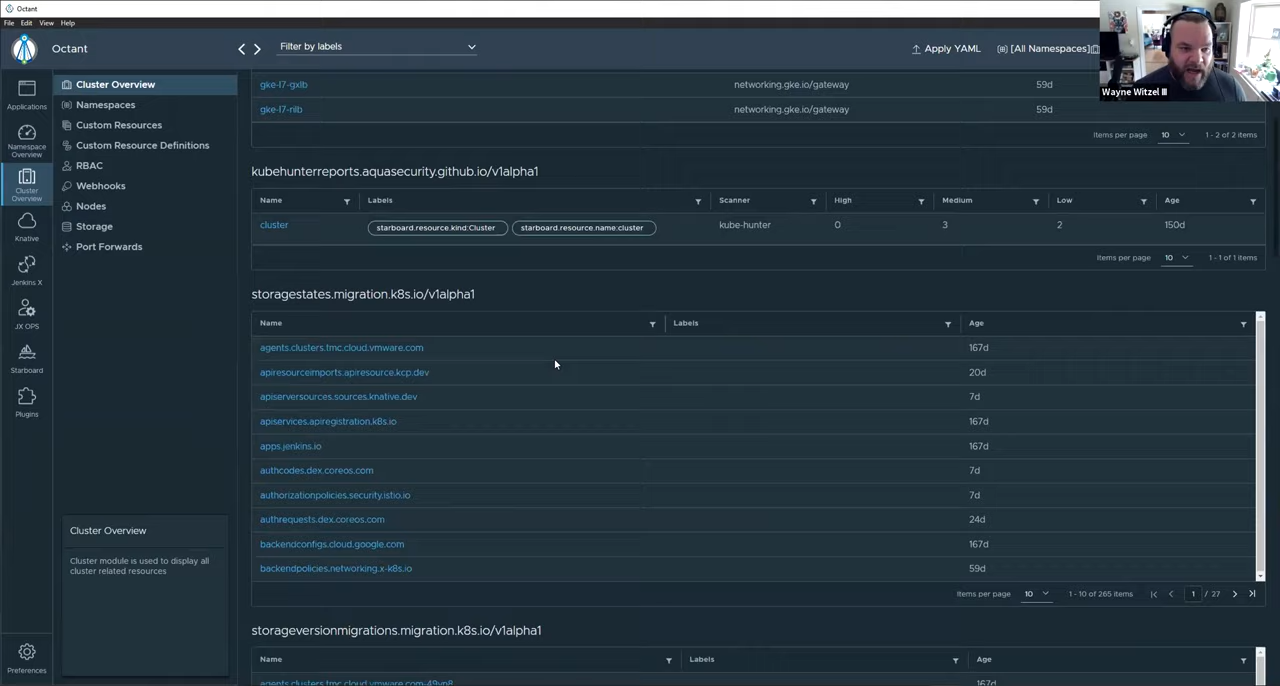 Octant
File Edit View Help
Octant
Filter by labels
Apply YAML
[All Namespaces]
Wayne Witzel III
Applications
Namespace Overview
Cluster Overview
Knative
Jenkins X
JX OPS
Starboard
Plugins
Preferences
Cluster Overview
Namespaces
Custom Resources
Custom Resource Definitions
RBAC
Webhooks
Nodes
Storage
Port Forwards
Cluster Overview
Cluster module is used to display all
cluster related resources
gke-l7-gxlb networking.gke.io/gateway 59d
gke-l7-rilb networking.gke.io/gateway 59d
Items per page 10 1 - 2 of 2 items
kubehunterreports.aquasecurity.github.io/v1alpha1
Name Labels Scanner High Medium Low Age
cluster starboard.resource.kind:Cluster starboard.resource.name:cluster kube-hunter 0 3 2 150d
Items per page 10 1 - 1 of 1 items
storagestates.migration.k8s.io/v1alpha1
Name Labels Age
agents.clusters.tmc.cloud.vmware.com 167d
apiresourceimports.apiresource.kcp.dev 20d
apiserversources.sources.knative.dev 7d
apiservices.apiregistration.k8s.io 167d
apps.jenkins.io 167d
authcodes.dex.coreos.com 7d
authorizationpolicies.security.istio.io 7d
authrequests.dex.coreos.com 24d
backendconfigs.cloud.google.com 167d
backendpolicies.networking.x-k8s.io 59d
Items per page 10 1 - 10 of 265 items 1 / 27
storageversionmigrations.migration.k8s.io/v1alpha1
Name Labels Age
agents.clusters.tmc.cloud.vmware.com-49vp8 167d